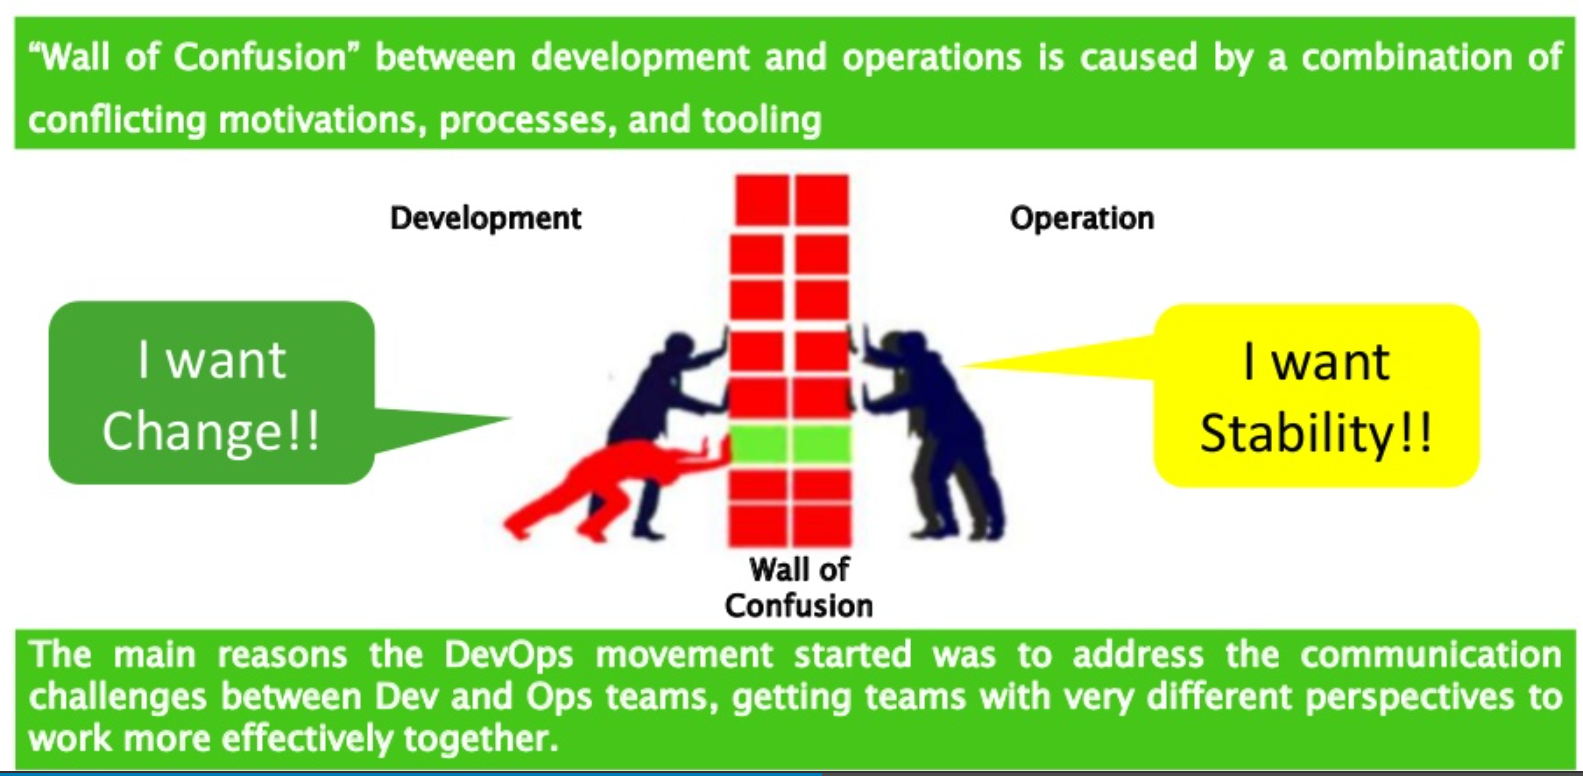 “Wall of Confusion” between development and operations is caused by a combination of
conflicting motivations, processes, and tooling
Development
Operation
I want
Change!!
I want
Stability!!
Wall of
Confusion
The main reasons the DevOps movement started was to address the communication
challenges between Dev and Ops teams, getting teams with very different perspectives to
work more effectively together.